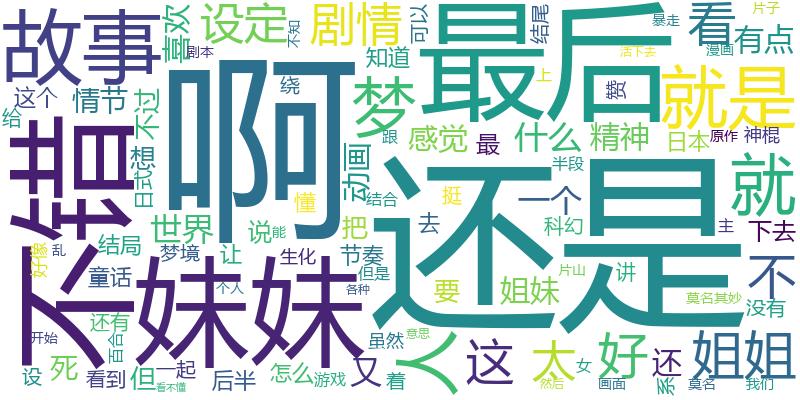 故事
喜欢
设定
剧本
剧情
不知
可以
结尾
最后
看
暴走
片子
活下去
漫画
有点
这个
情节
不过
绕
知道
梦
上
赞
就是
给
不错
日式
想
啊
动画
感觉
跟
最
什么
精神
半段
日本
原作
神棍
就
懂
结合
还是
挺
一个
好像
乱
结局
世界
梦境
说
能
把
去
科幻
主
下去
童话
让
生化
节奏
但是
要
姐妹
片山
讲
莫名其妙
没有
不
妹妹
个人
各种
开始
还有
百合
虽然
意思
人
这
太
好
女
还
姐姐
设
死
看到
但
一起
看不懂
后半
怎么
游戏
又
着
然后
画面
系
莫名
我们